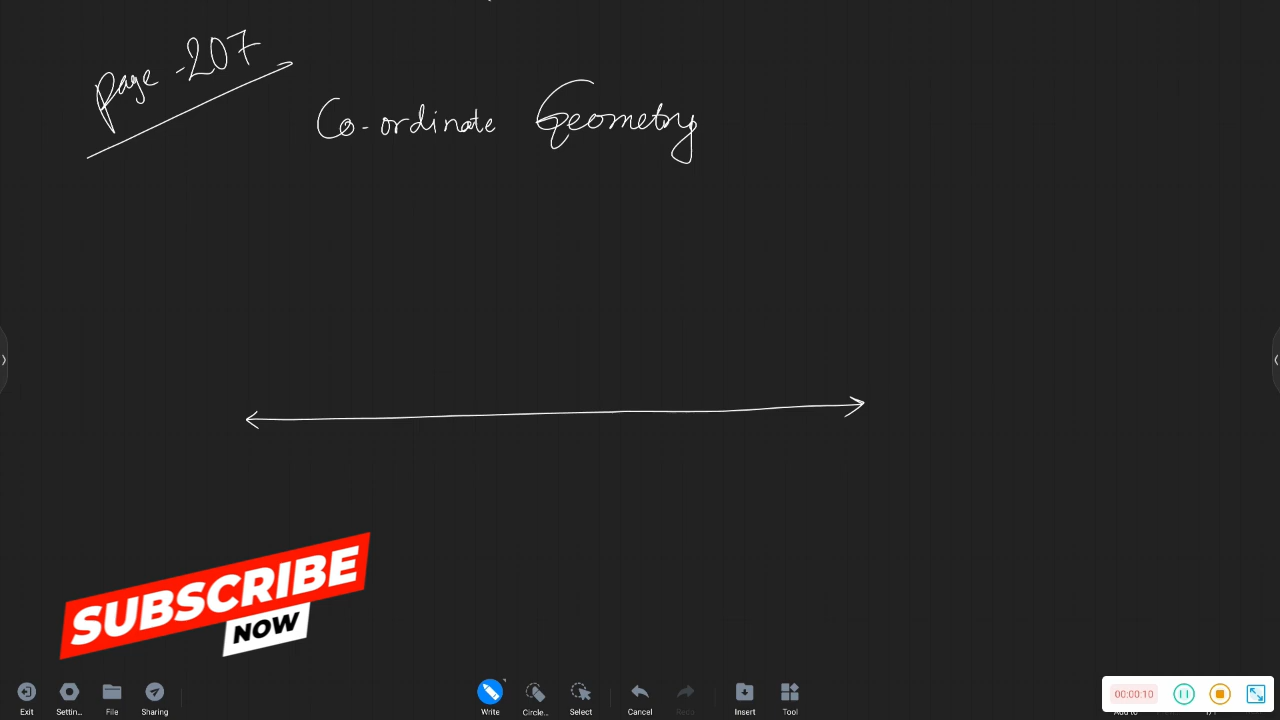 page - 207
Co-ordinate Geometry
SUBSCRIBE
NOW
Exit
Settin...
File
Sharing
Write
Circle...
Select
Cancel
Redo
Insert
Tool
00:00:10